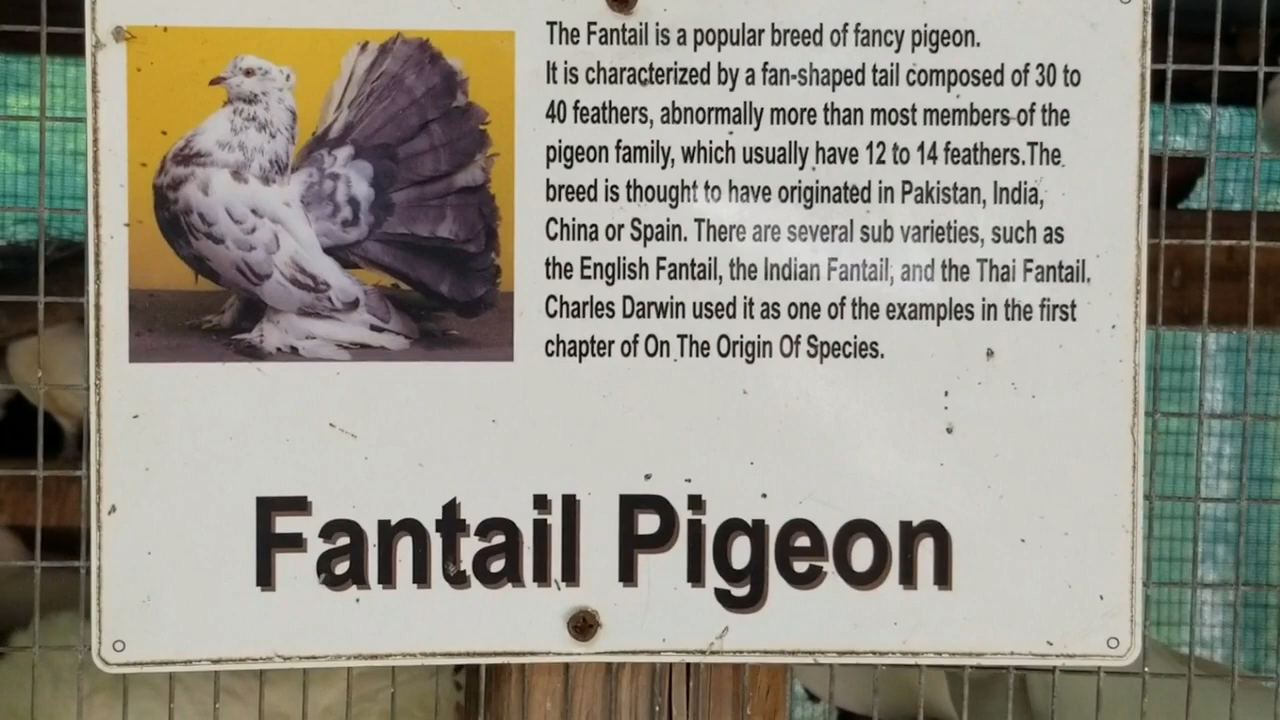 The Fantail is a popular breed of fancy pigeon.
It is characterized by a fan-shaped tail composed of 30 to
40 feathers, abnormally more than most members of the
pigeon family, which usually have 12 to 14 feathers.The
breed is thought to have originated in Pakistan, India,
China or Spain. There are several sub varieties, such as
the English Fantail, the Indian Fantail, and the Thai Fantail.
Charles Darwin used it as one of the examples in the first
chapter of On The Origin Of Species.
Fantail Pigeon